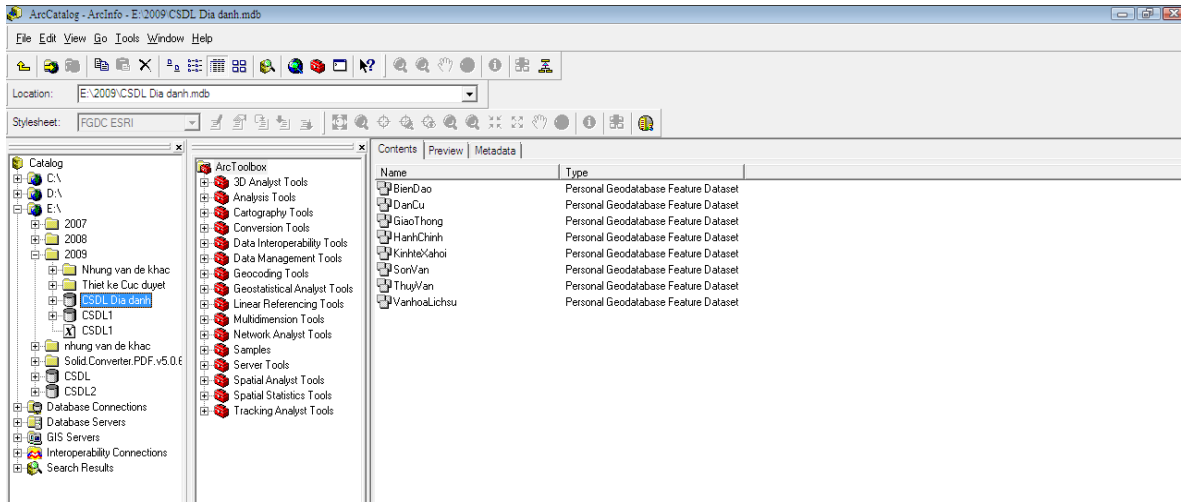 ArcCatalog - ArcInfo - E:\2009\CSDL Dia danh.mdb
File Edit View Go Tools Window Help
Location: E:\2009\CSDL Dia danh.mdb
Stylesheet: FGDC ESRI
Catalog
C:\
D:\
E:\
2007
2008
2009
Nhung van de khac
Thiet ke Cuc duyet
CSDL Dia danh
CSDL1
CSDL1
nhung van de khac
Solid.Converter.PDF.v5.0.6
CSDL
CSDL2
Database Connections
Database Servers
GIS Servers
Interoperability Connections
Search Results
ArcToolbox
3D Analyst Tools
Analysis Tools
Cartography Tools
Conversion Tools
Data Interoperability Tools
Data Management Tools
Geocoding Tools
Geostatistical Analyst Tools
Linear Referencing Tools
Multidimension Tools
Network Analyst Tools
Samples
Server Tools
Spatial Analyst Tools
Spatial Statistics Tools
Tracking Analyst Tools
Contents Preview Metadata
Name Type
BienDao Personal Geodatabase Feature Dataset
DanCu Personal Geodatabase Feature Dataset
GiaoThong Personal Geodatabase Feature Dataset
HanhChinh Personal Geodatabase Feature Dataset
KinhteXahoi Personal Geodatabase Feature Dataset
SonVan Personal Geodatabase Feature Dataset
ThuyVan Personal Geodatabase Feature Dataset
VanhoaLichsu Personal Geodatabase Feature Dataset